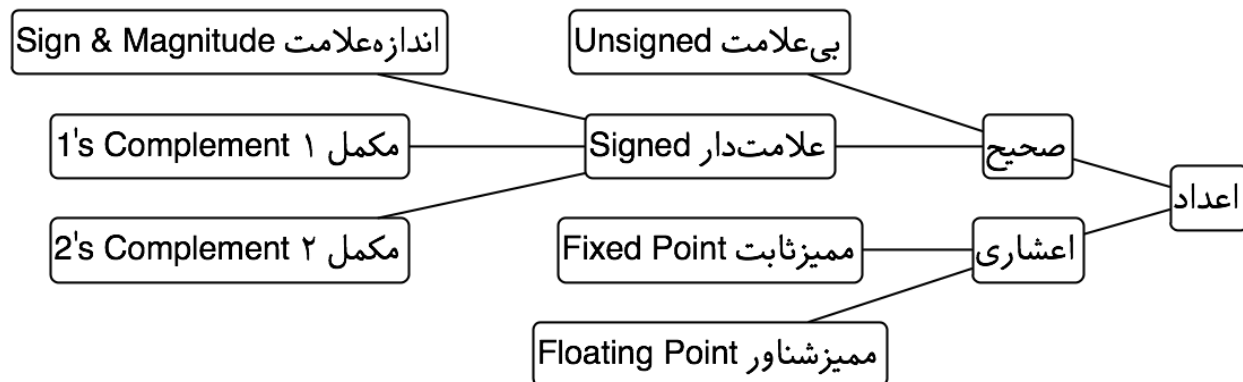 اعداد
صحیح
بی‌علامت Unsigned
علامت‌دار Signed
اندازه‌علامت Sign & Magnitude
مکمل ۱ 1's Complement
مکمل ۲ 2's Complement
اعشاری
ممیزثابت Fixed Point
ممیزشناور Floating Point